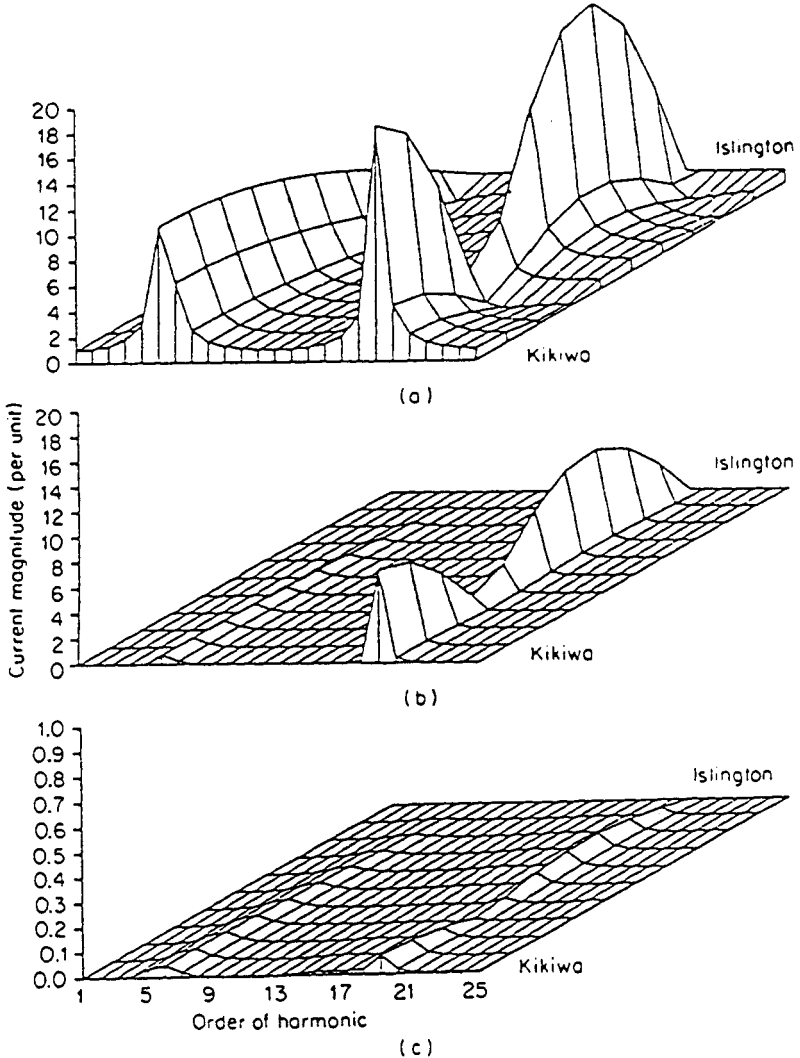 20
18
16
14
12
10
8
6
4
2
0
Islington
Kikiwa
(a)
Current magnitude (per unit)
20
18
16
14
12
10
8
6
4
2
0
Islington
Kikiwa
(b)
1.0
0.9
0.8
0.7
0.6
0.5
0.4
0.3
0.2
0.1
0.0
Islington
Kikiwa
1 5 9 13 17 21 25
Order of harmonic
(c)